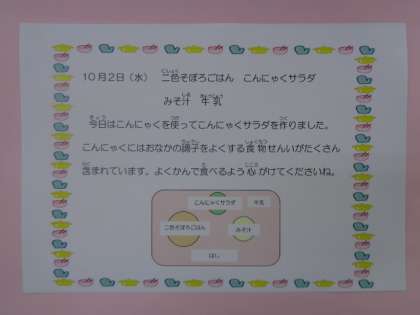 10月2日（水） 二色そぼろごはん こんにゃくサラダ
みそ汁 牛乳
今日はこんにゃくを使ってこんにゃくサラダを作りました。
こんにゃくにはおなかの調子をよくする食物せんいがたくさん
含まれています。よくかんで食べるよう心がけてくださいね。
こんにゃくサラダ 牛乳
二色そぼろごはん みそ汁
はし